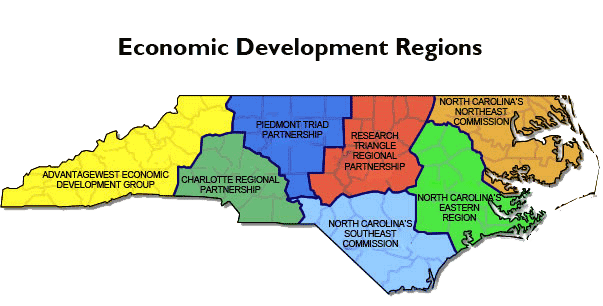 Economic Development Regions
NORTH CAROLINA'S
NORTHEAST
COMMISSION
PIEDMONT TRIAD
PARTNERSHIP
RESEARCH
TRIANGLE
REGIONAL
PARTNERSHIP
ADVANTAGEWEST ECONOMIC
DEVELOPMENT GROUP
CHARLOTTE REGIONAL
PARTNERSHIP
NORTH CAROLINA'S
EASTERN
REGION
NORTH CAROLINA'S
SOUTHEAST
COMMISSION